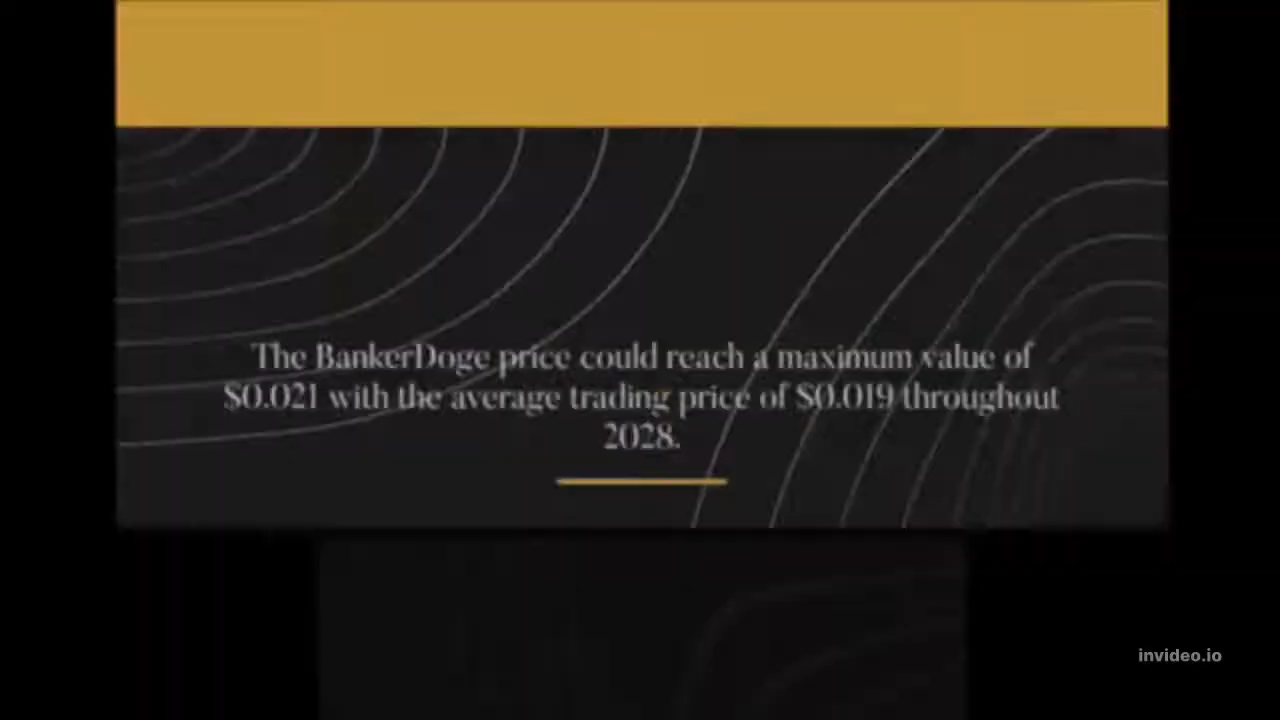 The BankerDoge price could reach a maximum value of
$0.021 with the average trading price of $0.019 throughout
2028.
invideo.io